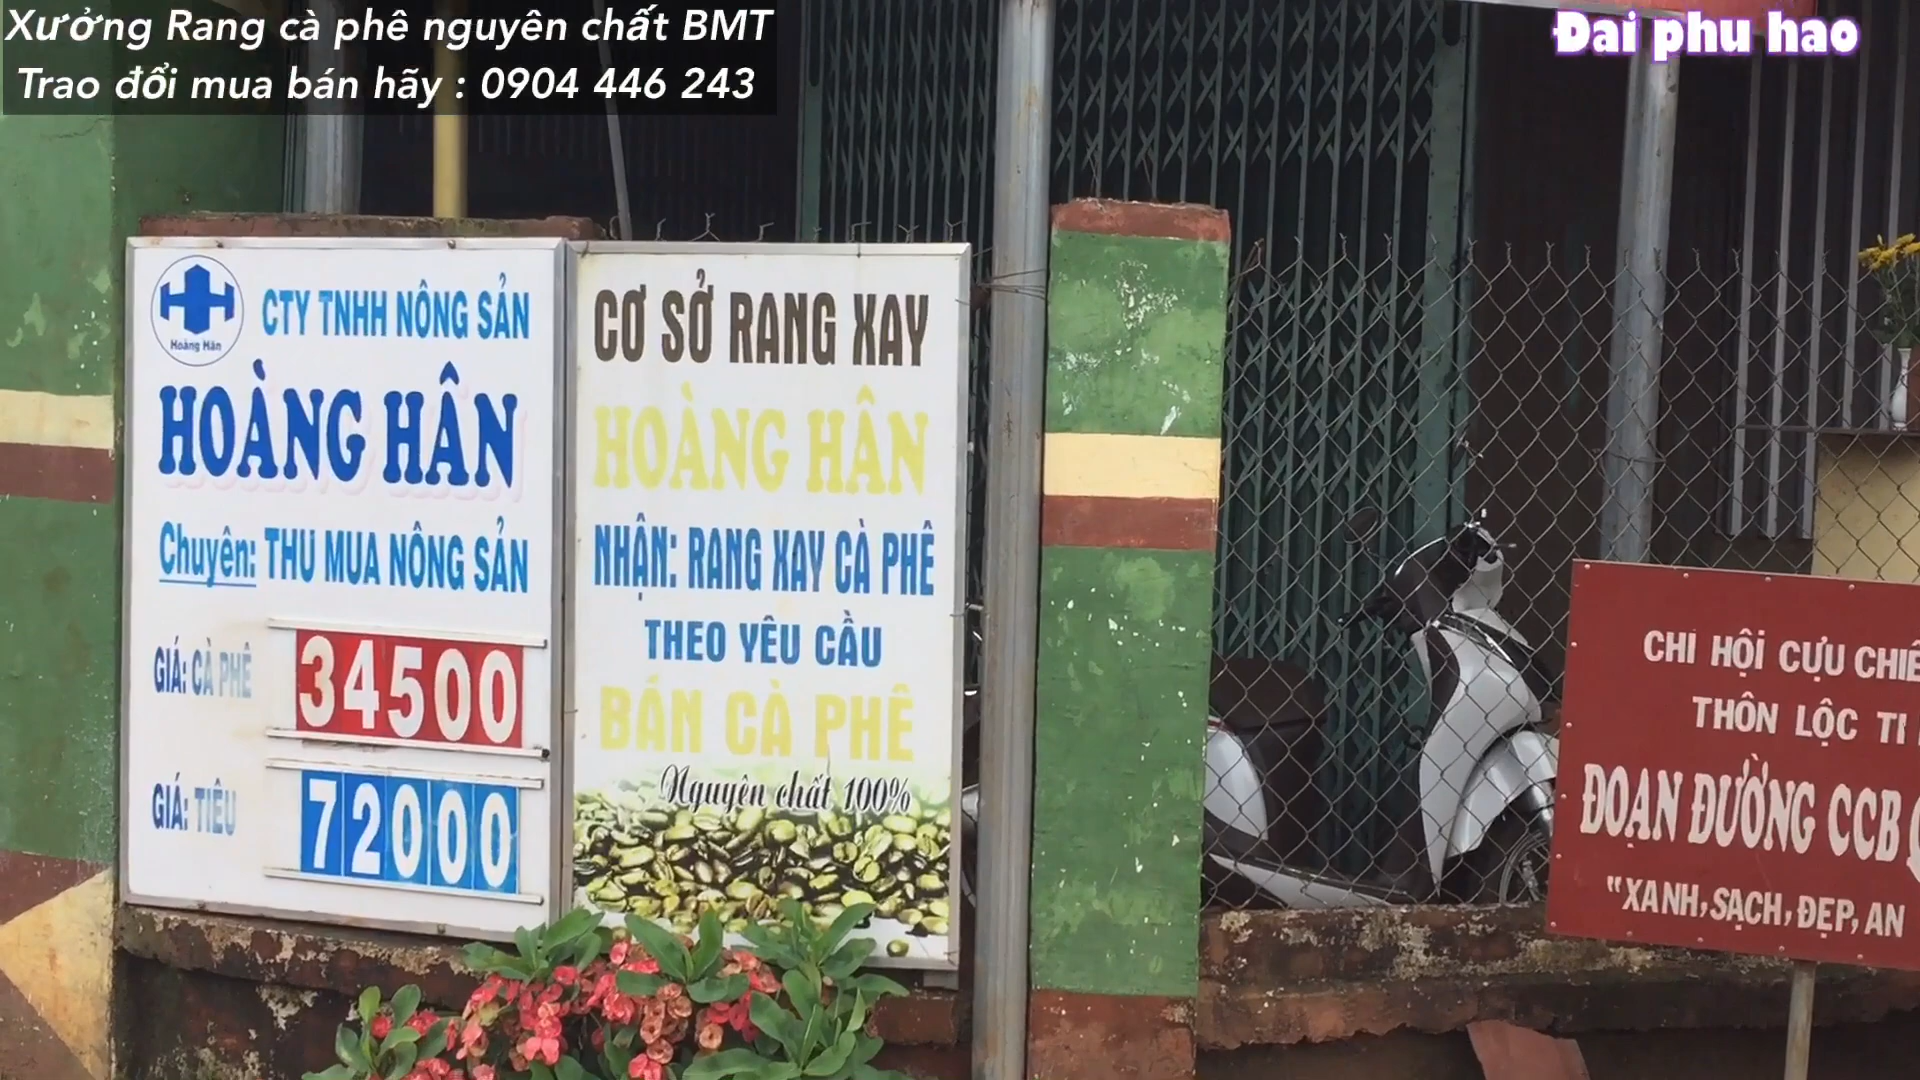 Xưởng Rang cà phê nguyên chất BMT
Trao đổi mua bán hãy : 0904 446 243
Đai phu hao
Hoàng Hân
CTY TNHH NÔNG SẢN
HOÀNG HÂN
Chuyên: THU MUA NÔNG SẢN
GIÁ: CÀ PHÊ 34500
GIÁ: TIÊU 72000
CƠ SỞ RANG XAY
HOÀNG HÂN
NHẬN: RANG XAY CÀ PHÊ
THEO YÊU CẦU
BÁN CÀ PHÊ
Nguyên chất 100%
CHI HỘI CỰU CHIẾ
THÔN LỘC
ĐOẠN ĐƯỜNG CCB
"XANH, SẠCH, ĐẸP, AN